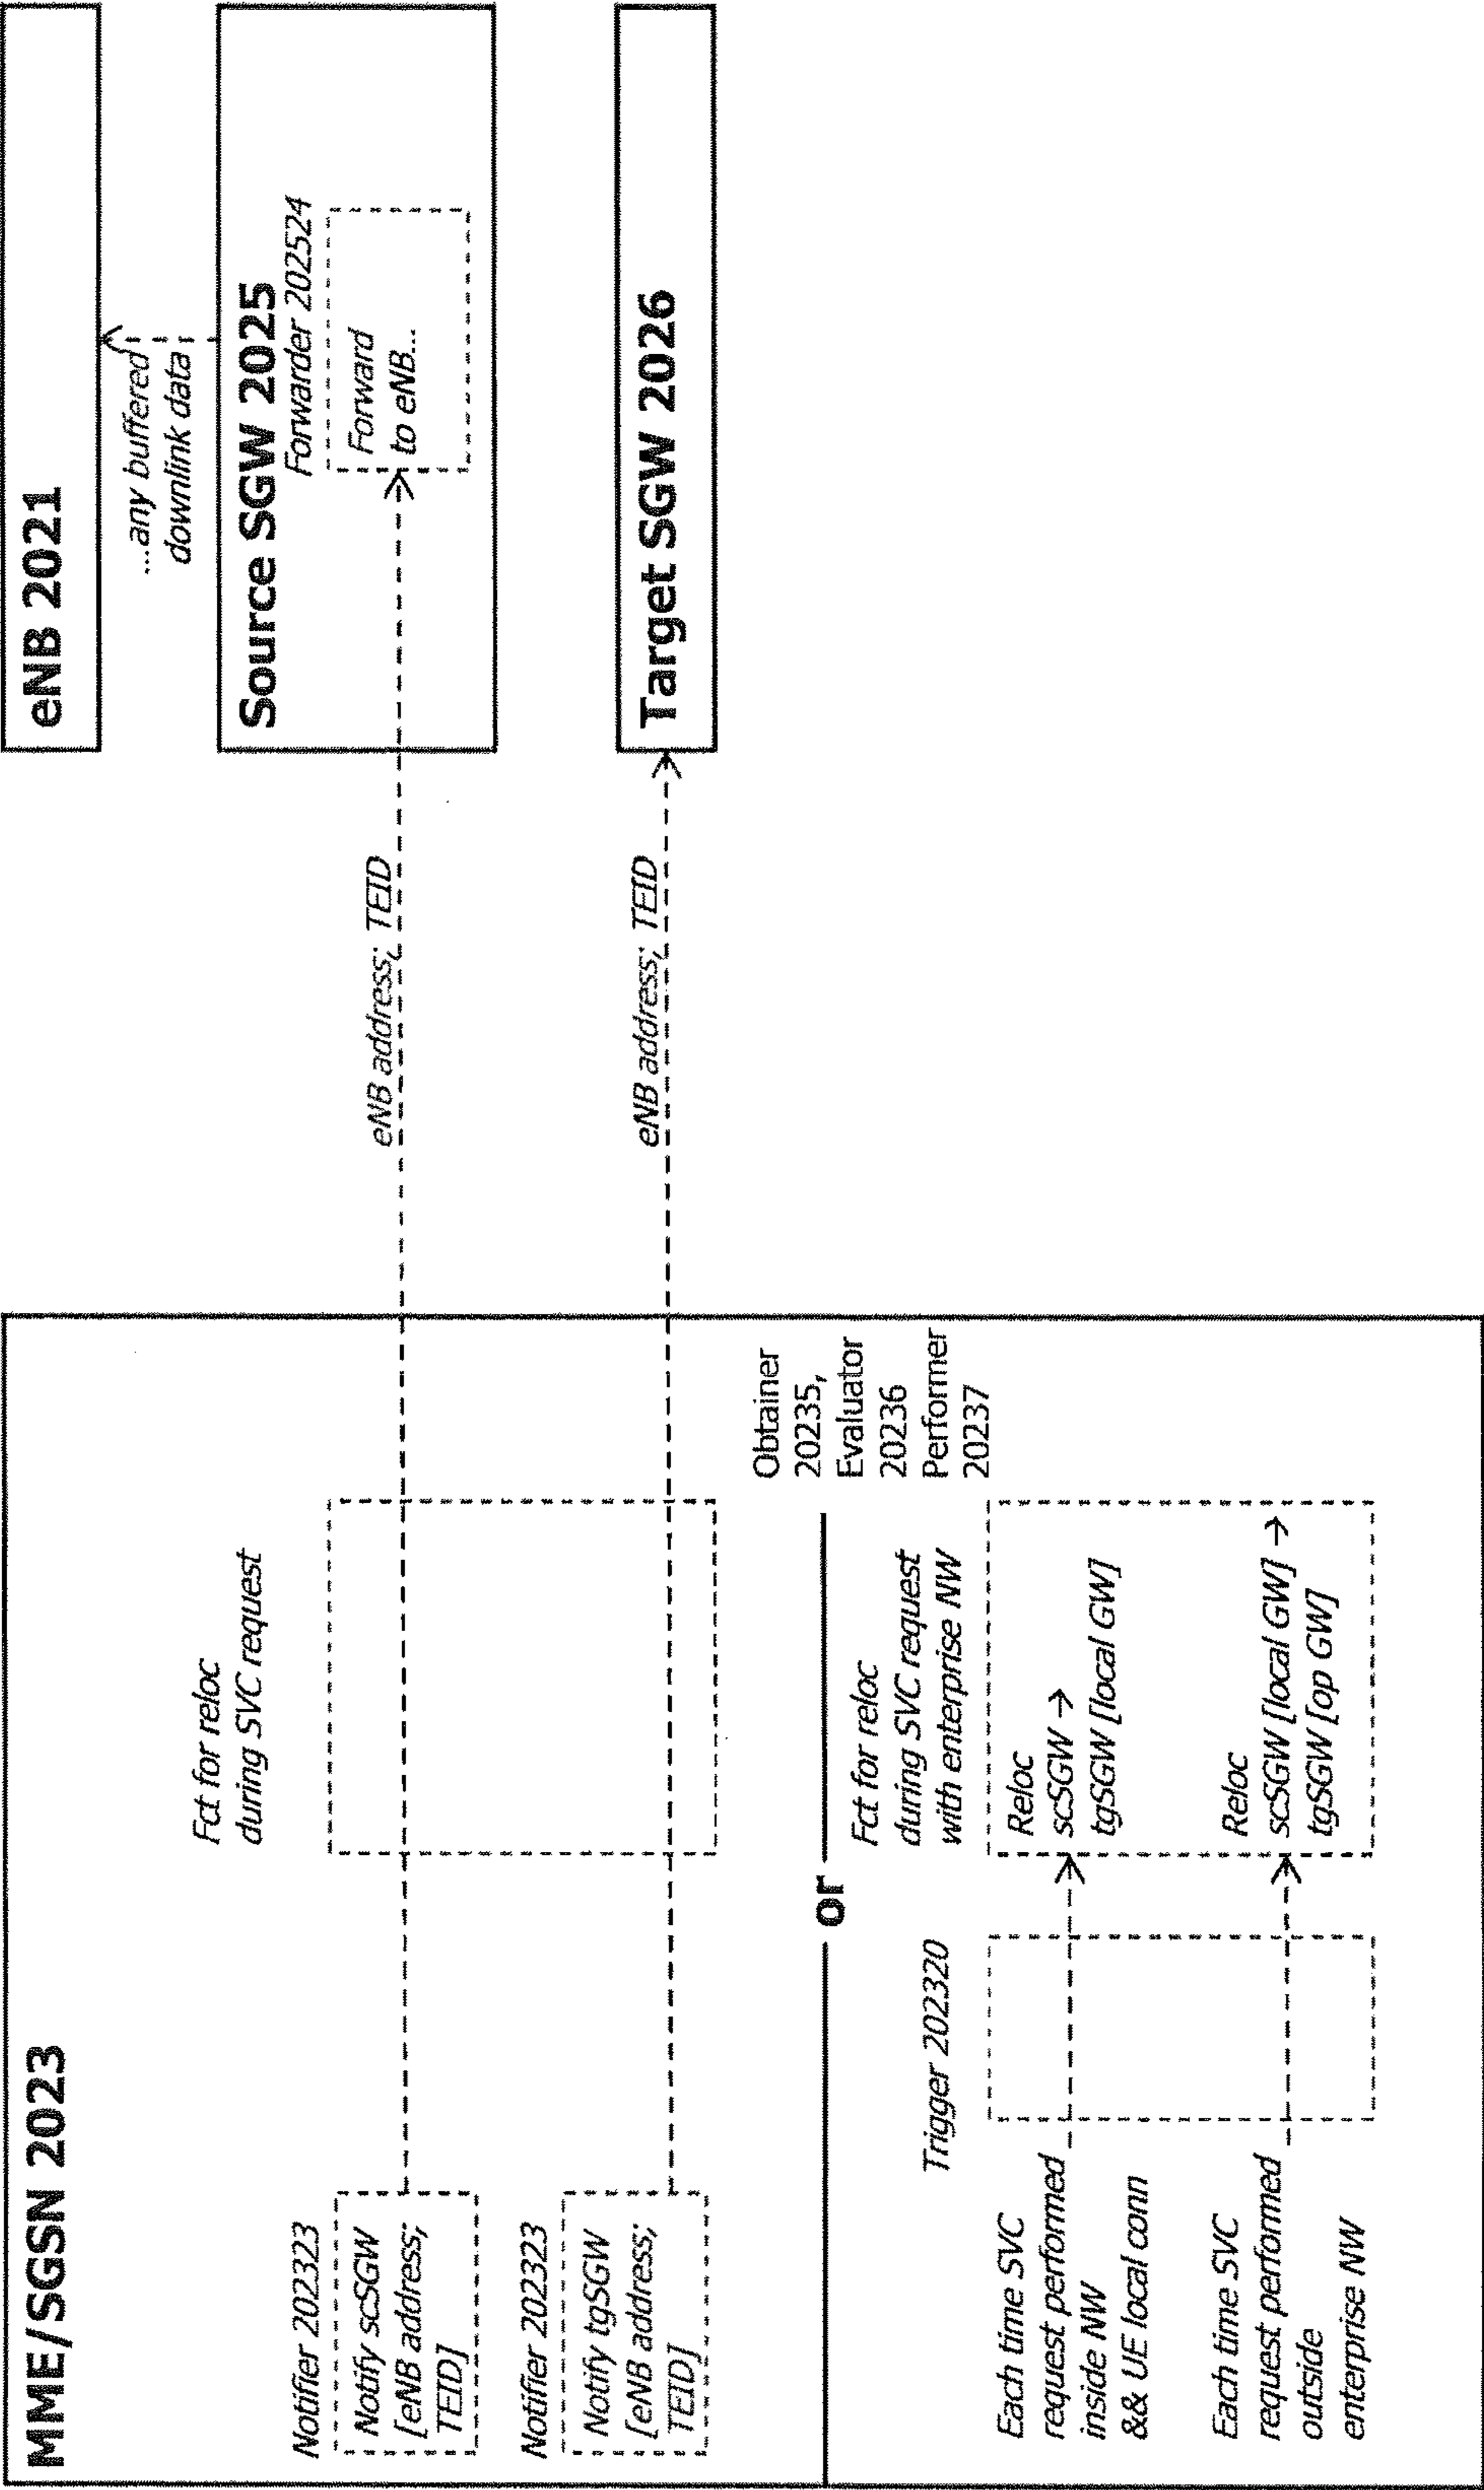 MME/SGSN 2023
Fct for reloc
during SVC request
Notifier 202323
Notify scSGW
[eNB address;
TEID]
Notifier 202323
Notify tgSGW
[eNB address;
TEID]
or
Obtainer
20235,
Evaluator
20236
Performer
20237
Trigger 202320
Fct for reloc
during SVC request
with enterprise NW
Each time SVC
request performed
inside NW
&& UE local conn
Reloc
scSGW →
tgSGW [local GW]
Each time SVC
request performed
outside
enterprise NW
Reloc
scSGW [local GW] →
tgSGW [op GW]
eNB address; TEID
eNB address; TEID
eNB 2021
...any buffered
downlink data
Source SGW 2025
Forwarder 202524
Forward
to eNB...
Target SGW 2026